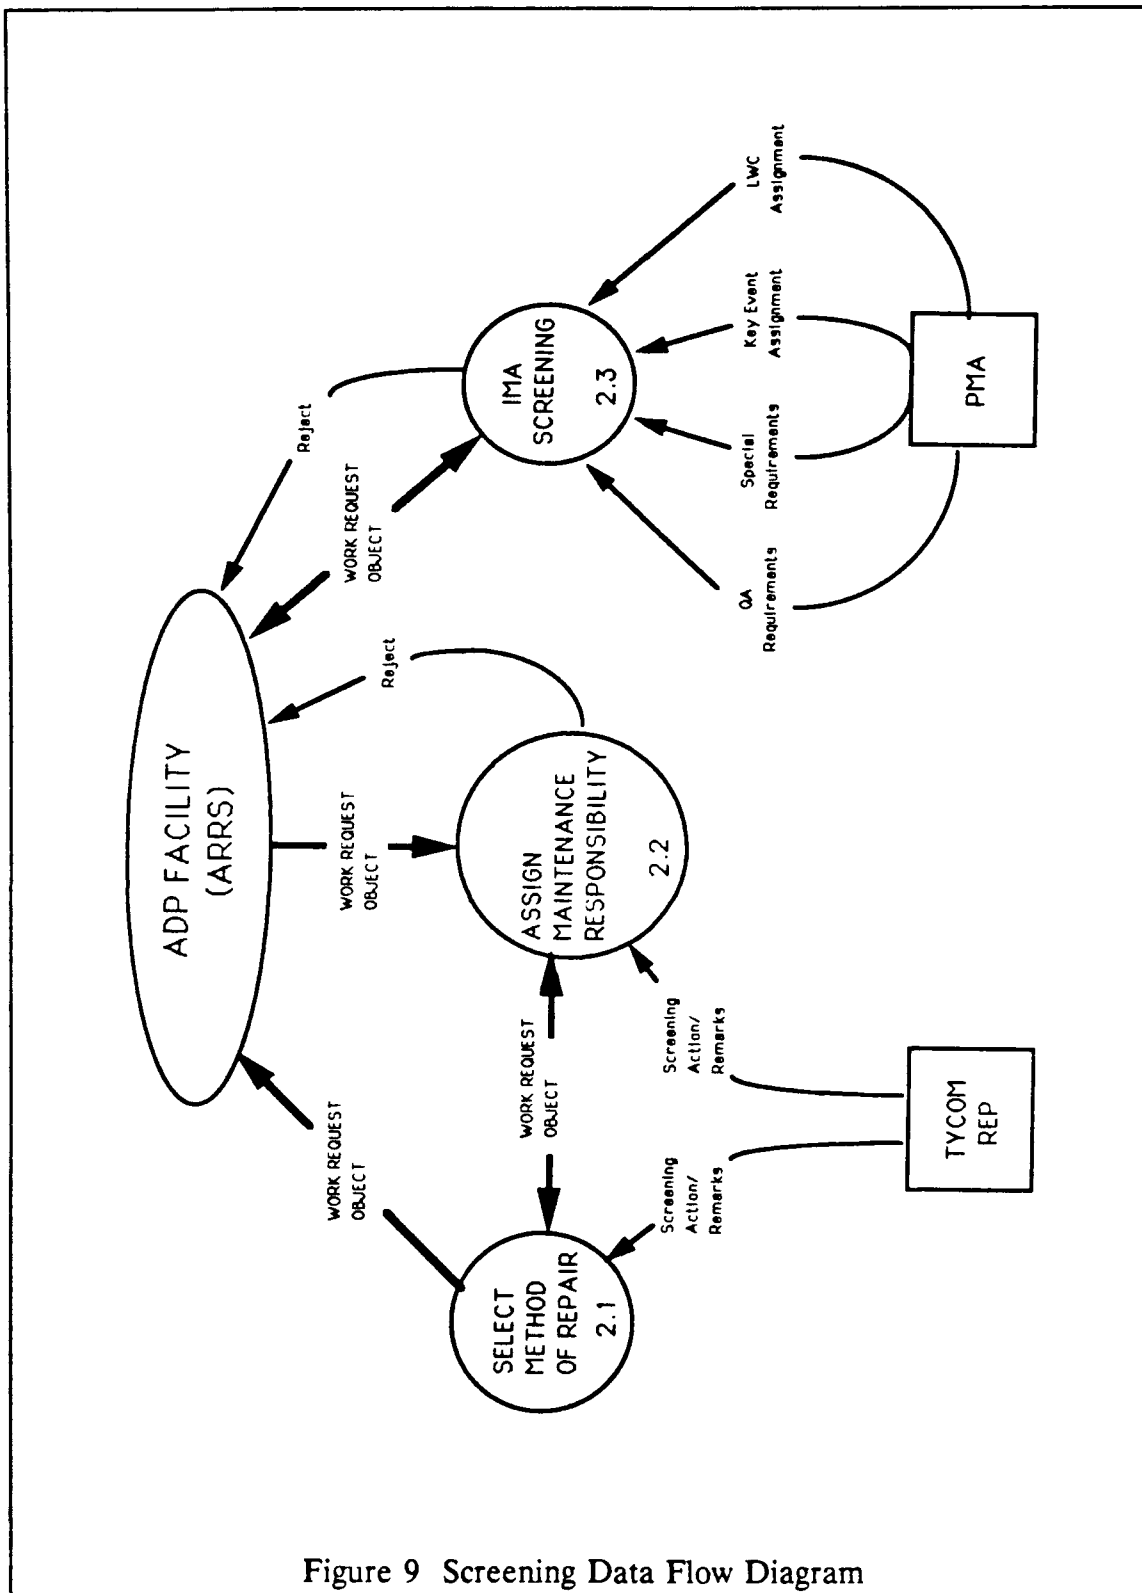 ADP FACILITY
(ARRS)
WORK REQUEST
OBJECT
WORK REQUEST
OBJECT
Reject
WORK REQUEST
OBJECT
Reject
SELECT
METHOD
OF REPAIR
2.1
WORK REQUEST
OBJECT
ASSIGN
MAINTENANCE
RESPONSIBILITY
2.2
IMA
SCREENING
2.3
Screening
Action/
Remarks
Screening
Action/
Remarks
QA
Requirements
Special
Requirements
Key Event
Assignment
LWC
Assignment
TYCOM
REP
PMA
Figure 9 Screening Data Flow Diagram